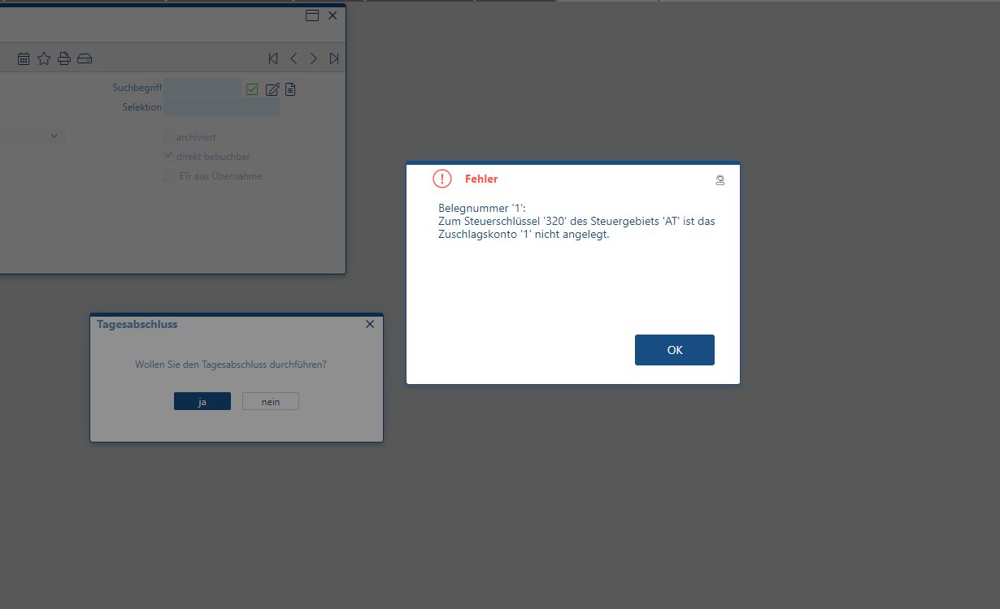 Suchbegriff
Selektion
archiviert
direkt bebuchbar
ETr aus Übernahme
Fehler
Belegnummer '1':
Zum Steuerschlüssel '320' des Steuergebiets 'AT' ist das
Zuschlagskonto '1' nicht angelegt.
OK
Tagesabschluss
Wollen Sie den Tagesabschluss durchführen?
ja nein